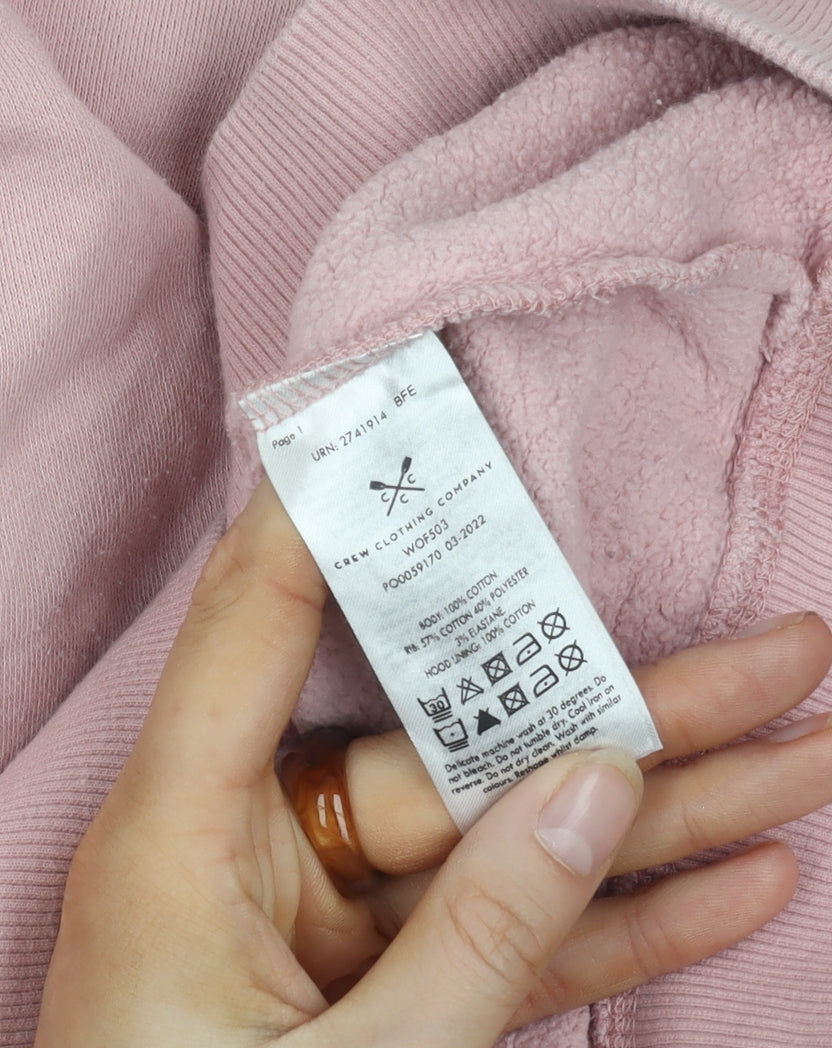 Page 1
URN: 2741914 BFE
C C
C
CREW CLOTHING COMPANY
WOF503
PO0059170 03-2022
BODY: 100% COTTON
RIB: 57% COTTON 40% POLYESTER
3% ELASTANE
HOOD LINING: 100% COTTON
30
Delicate machine wash at 30 degrees. Do
not bleach. Do not tumble dry. Cool iron on
reverse. Do not dry clean. Wash with similar
colours. Reshape whilst damp.